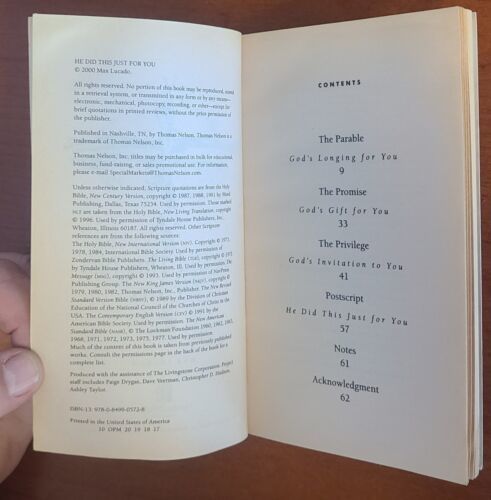 HE DID THIS JUST FOR YOU
© 2000 Max Lucado.
All rights reserved. No portion of this book may be reproduced, stored
in a retrieval system, or transmitted in any form or by any means—
electronic, mechanical, photocopy, recording, or other—except for
brief quotations in printed reviews, without the prior permission of
the publisher.
Published in Nashville, TN, by Thomas Nelson. Thomas Nelson is a
trademark of Thomas Nelson, Inc.
Thomas Nelson, Inc. titles may be purchased in bulk for educational,
business, fund-raising, or sales promotional use. For information,
please e-mail SpecialMarkets@ThomasNelson.com.
Unless otherwise indicated, Scripture quotations are from the Holy
Bible, New Century Version, copyright © 1987, 1988, 1991 by Word
Publishing, Dallas, Texas 75234. Used by permission. Those marked
NLT are taken from the Holy Bible, New Living Translation, copyright
© 1996. Used by permission of Tyndale House Publishers, Inc.,
Wheaton, Illinois 60187. All rights reserved. Other Scripture
references are from the following sources:
The Holy Bible, New International Version (NIV). Copyright © 1973,
1978, 1984, International Bible Society. Used by permission of
Zondervan Bible Publishers. The Living Bible (TLB), copyright © 1971
by Tyndale House Publishers, Wheaton, Ill. Used by permission. The
Message (MSG), copyright © 1993. Used by permission of NavPress
Publishing Group. The New King James Version (NKJV), copyright ©
1979, 1980, 1982, Thomas Nelson, Inc., Publisher. The New Revised
Standard Version Bible (NRSV) © 1989 by the Division of Christian
Education of the National Council of the Churches of Christ in the
USA. The Contemporary English Version (CEV) © 1991 by the
American Bible Society. Used by permission. The New American
Standard Bible (NASB), © The Lockman Foundation 1960, 1962, 1963,
1968, 1971, 1972, 1973, 1975, 1977. Used by permission.
Much of the content of this book is taken from previously published
works. Consult the permissions page in the back of the book for a
complete list.
Produced with the assistance of The Livingstone Corporation. Project
staff includes Paige Drygas, Dave Veerman, Christopher D. Hudson,
Ashley Taylor.
ISBN-13: 978-0-8499-0572-8
Printed in the United States of America
10 OPM 20 19 18 17
CONTENTS
The Parable
God's Longing for You
9
The Promise
God's Gift for You
33
The Privilege
God's Invitation to You
41
Postscript
He Did This Just for You
57
Notes
61
Acknowledgment
62